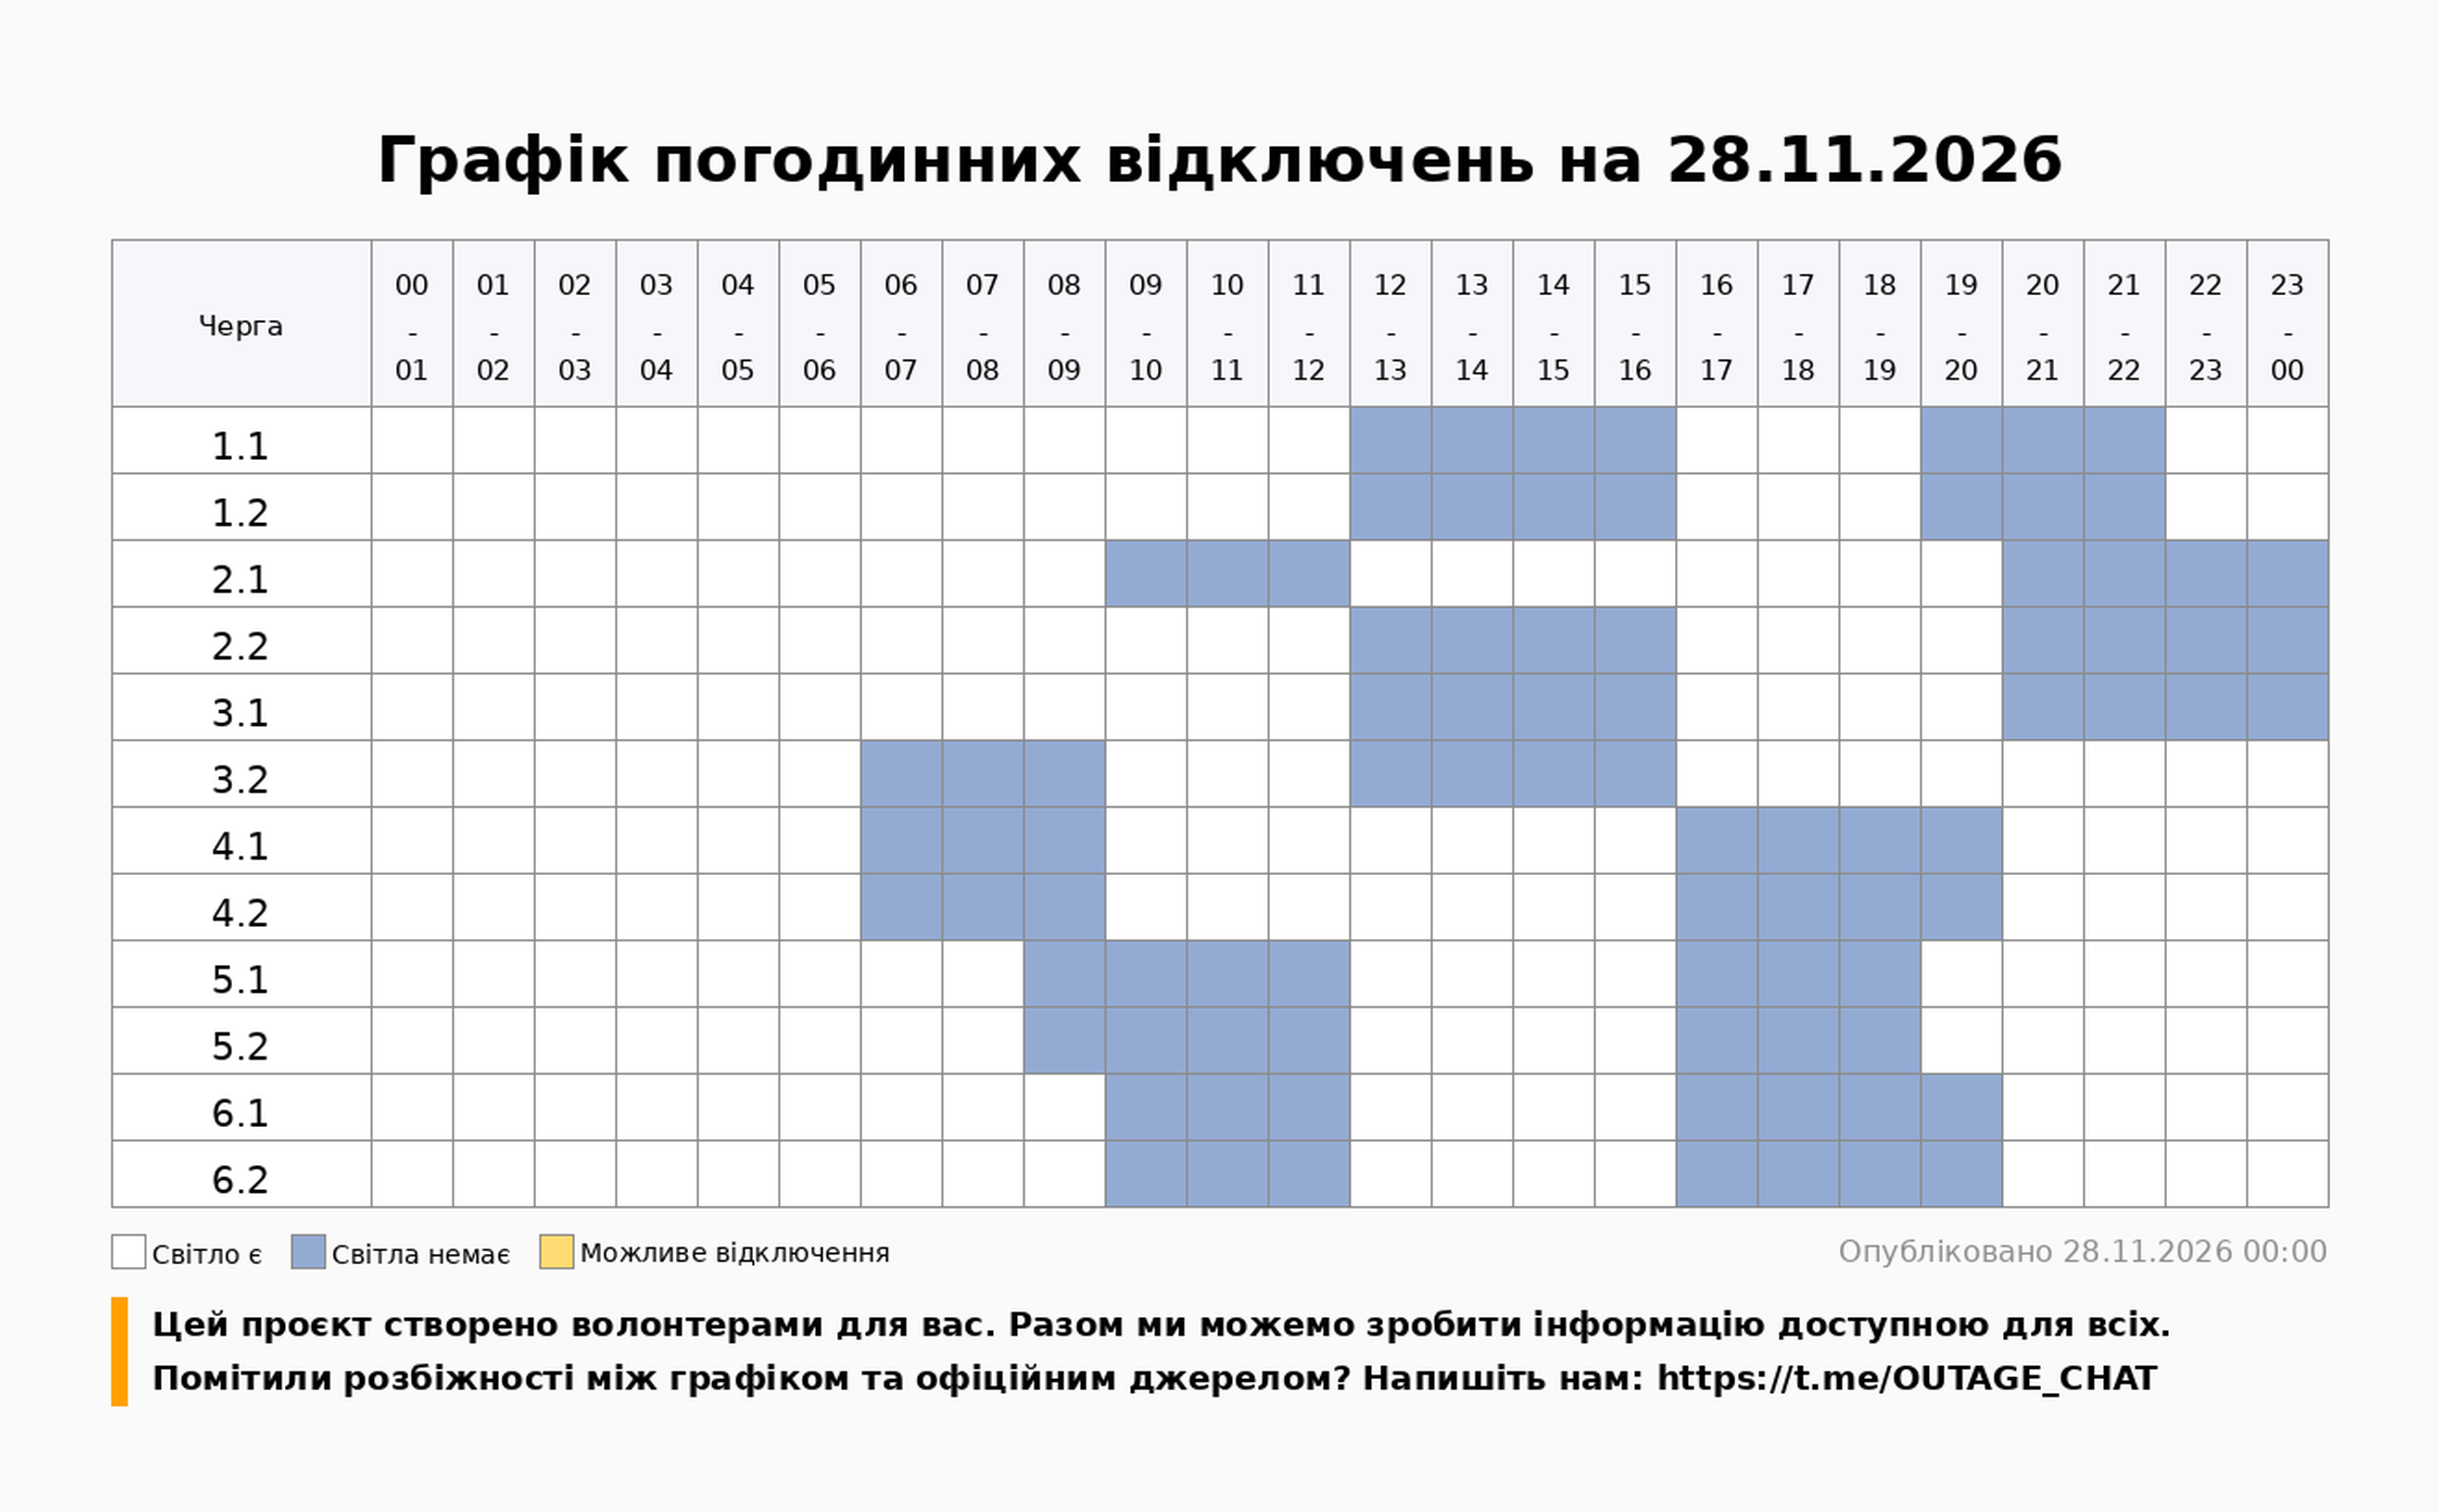 Графік погодинних відключень на 28.11.2026
Черга
00 - 01
01 - 02
02 - 03
03 - 04
04 - 05
05 - 06
06 - 07
07 - 08
08 - 09
09 - 10
10 - 11
11 - 12
12 - 13
13 - 14
14 - 15
15 - 16
16 - 17
17 - 18
18 - 19
19 - 20
20 - 21
21 - 22
22 - 23
23 - 00
1.1
1.2
2.1
2.2
3.1
3.2
4.1
4.2
5.1
5.2
6.1
6.2
Світло є
Світла немає
Можливе відключення
Опубліковано 28.11.2026 00:00
Цей проєкт створено волонтерами для вас. Разом ми можемо зробити інформацію доступною для всіх.
Помітили розбіжності між графіком та офіційним джерелом? Напишіть нам: https://t.me/OUTAGE_CHAT